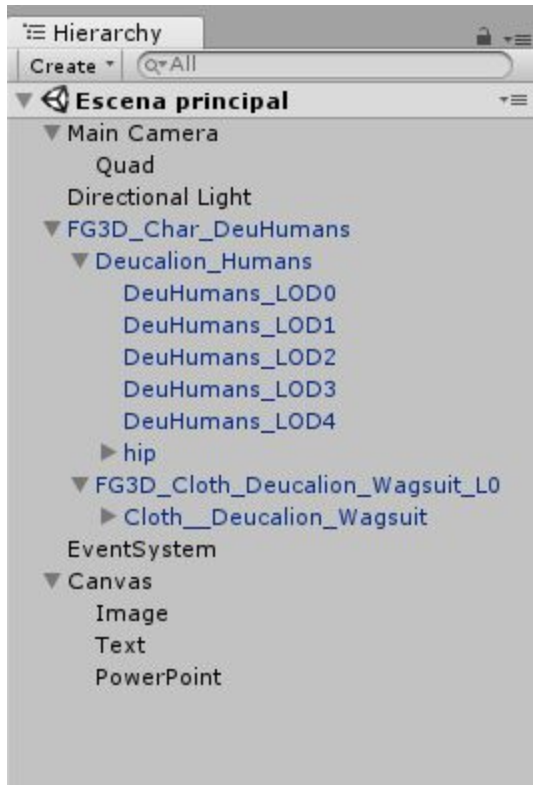 Hierarchy
Create All
Escena principal
Main Camera
Quad
Directional Light
FG3D_Char_DeuHumans
Deucalion_Humans
DeuHumans_LOD0
DeuHumans_LOD1
DeuHumans_LOD2
DeuHumans_LOD3
DeuHumans_LOD4
hip
FG3D_Cloth_Deucalion_Wagsuit_L0
Cloth__Deucalion_Wagsuit
EventSystem
Canvas
Image
Text
PowerPoint